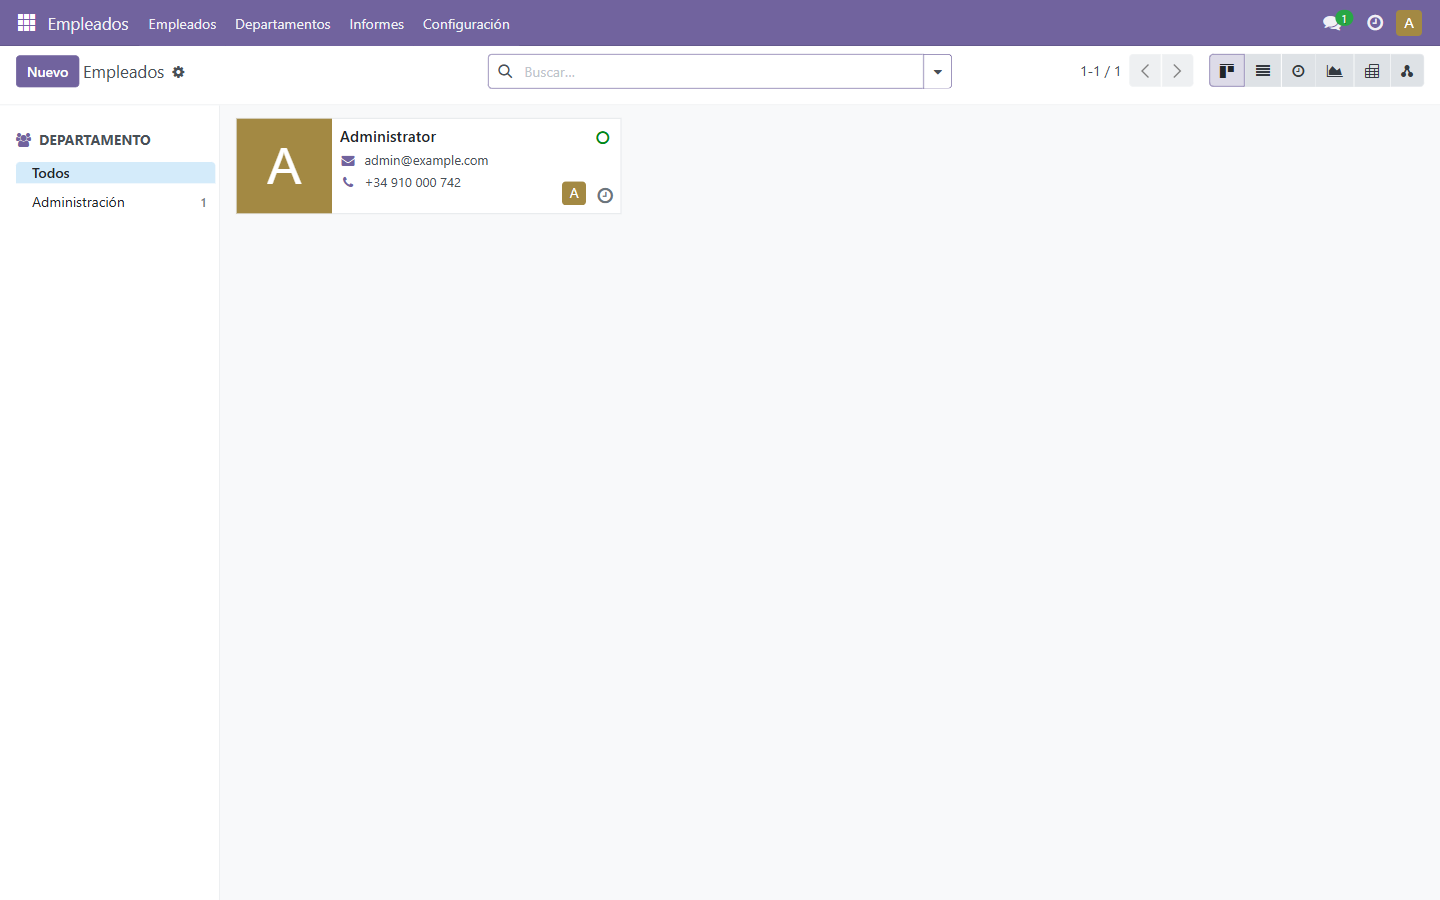 Empleados Empleados Departamentos Informes Configuración 1 A
Nuevo Empleados Buscar... 1-1 / 1
DEPARTAMENTO
Todos
Administración 1
A
Administrator
admin@example.com
+34 910 000 742
A